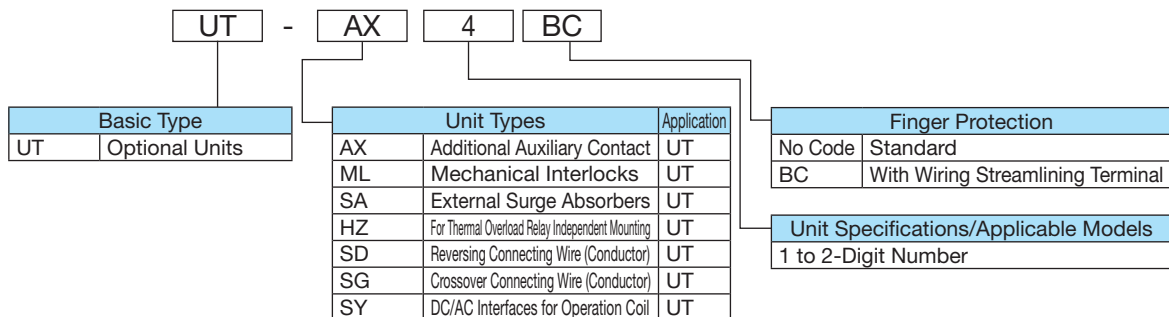 UT - AX 4 BC
Basic Type
UT Optional Units
Unit Types Application
AX Additional Auxiliary Contact UT
ML Mechanical Interlocks UT
SA External Surge Absorbers UT
HZ For Thermal Overload Relay Independent Mounting UT
SD Reversing Connecting Wire (Conductor) UT
SG Crossover Connecting Wire (Conductor) UT
SY DC/AC Interfaces for Operation Coil UT
Finger Protection
No Code Standard
BC With Wiring Streamlining Terminal
Unit Specifications/Applicable Models
1 to 2-Digit Number